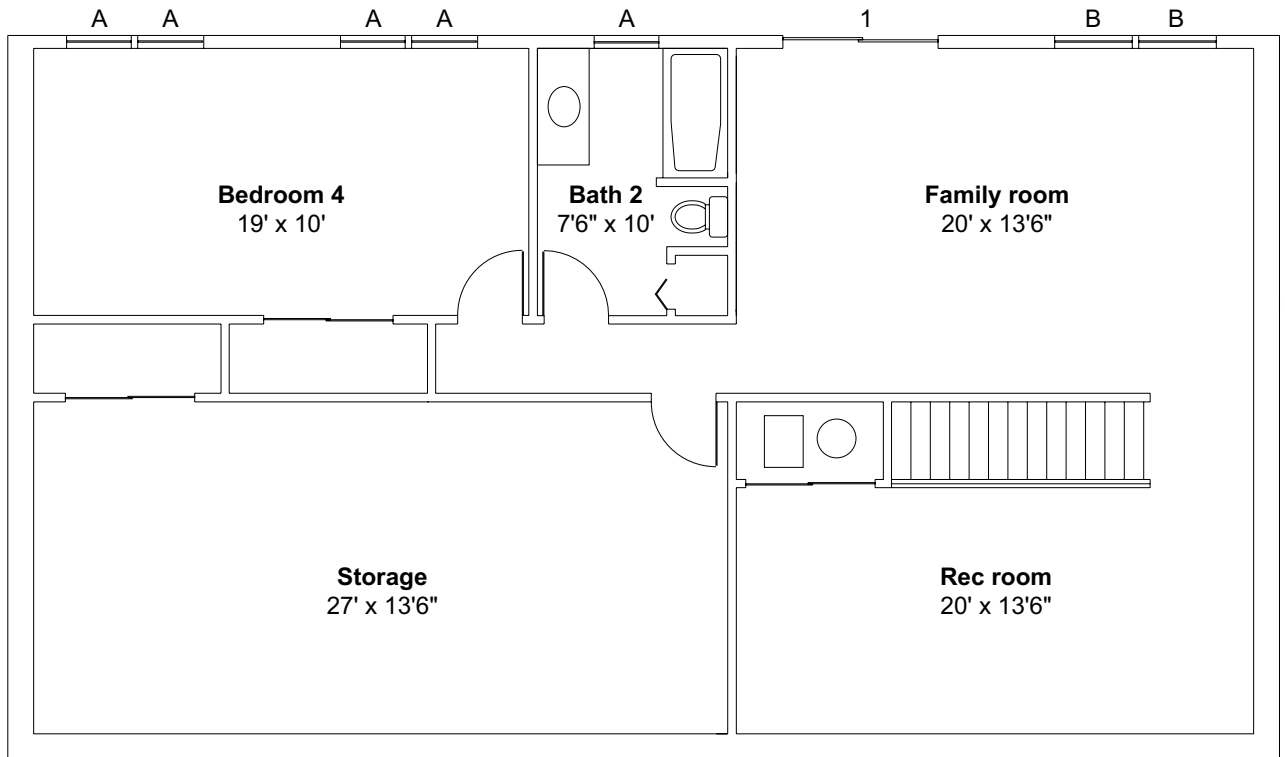 A A A A A 1 B B
Bedroom 4
19' x 10'
Bath 2
7'6" x 10'
Family room
20' x 13'6"
Storage
27' x 13'6"
Rec room
20' x 13'6"